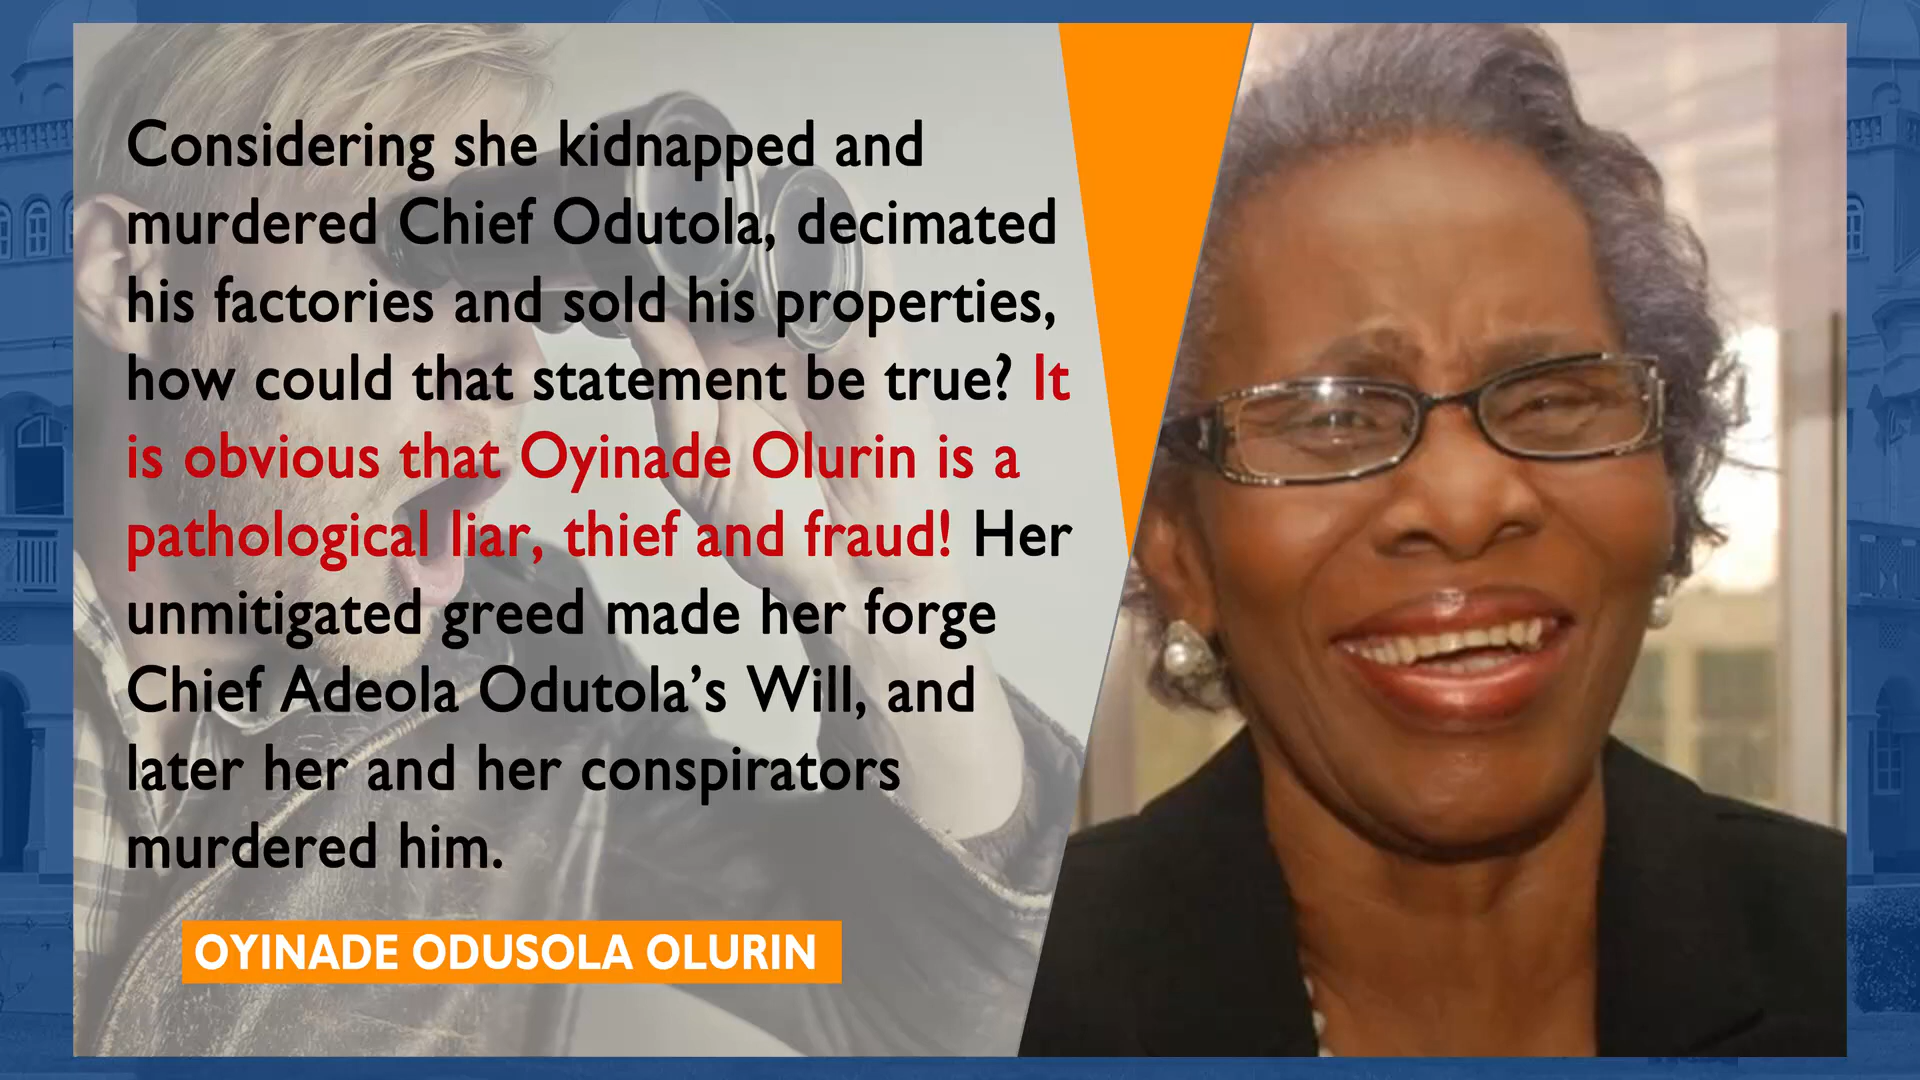 Considering she kidnapped and
murdered Chief Odutola, decimated
his factories and sold his properties,
how could that statement be true? It
is obvious that Oyinade Olurin is a
pathological liar, thief and fraud! Her
unmitigated greed made her forge
Chief Adeola Odutola’s Will, and
later her and her conspirators
murdered him.
OYINADE ODUSOLA OLURIN